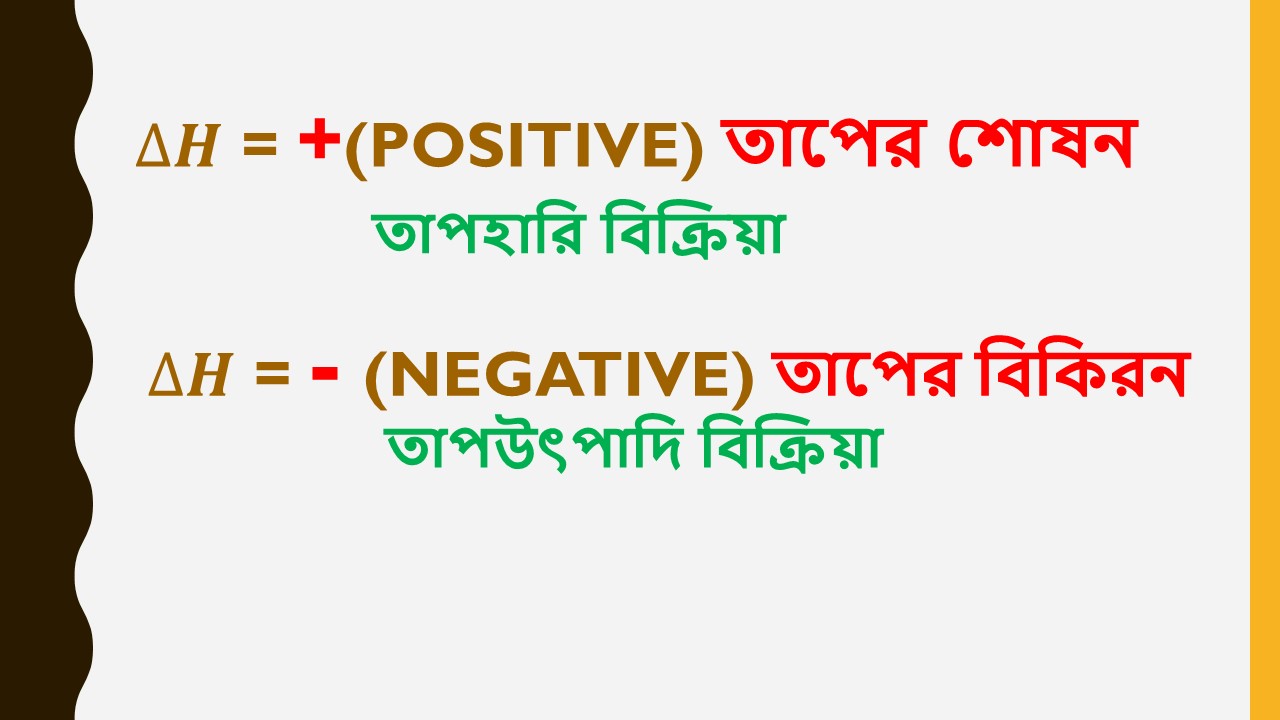 Δ𝑯 = +(POSITIVE) তাপের শোষন
তাপহারি বিক্রিয়া
Δ𝑯 = - (NEGATIVE) তাপের বিকিরন
তাপউৎপাদি বিক্রিয়া